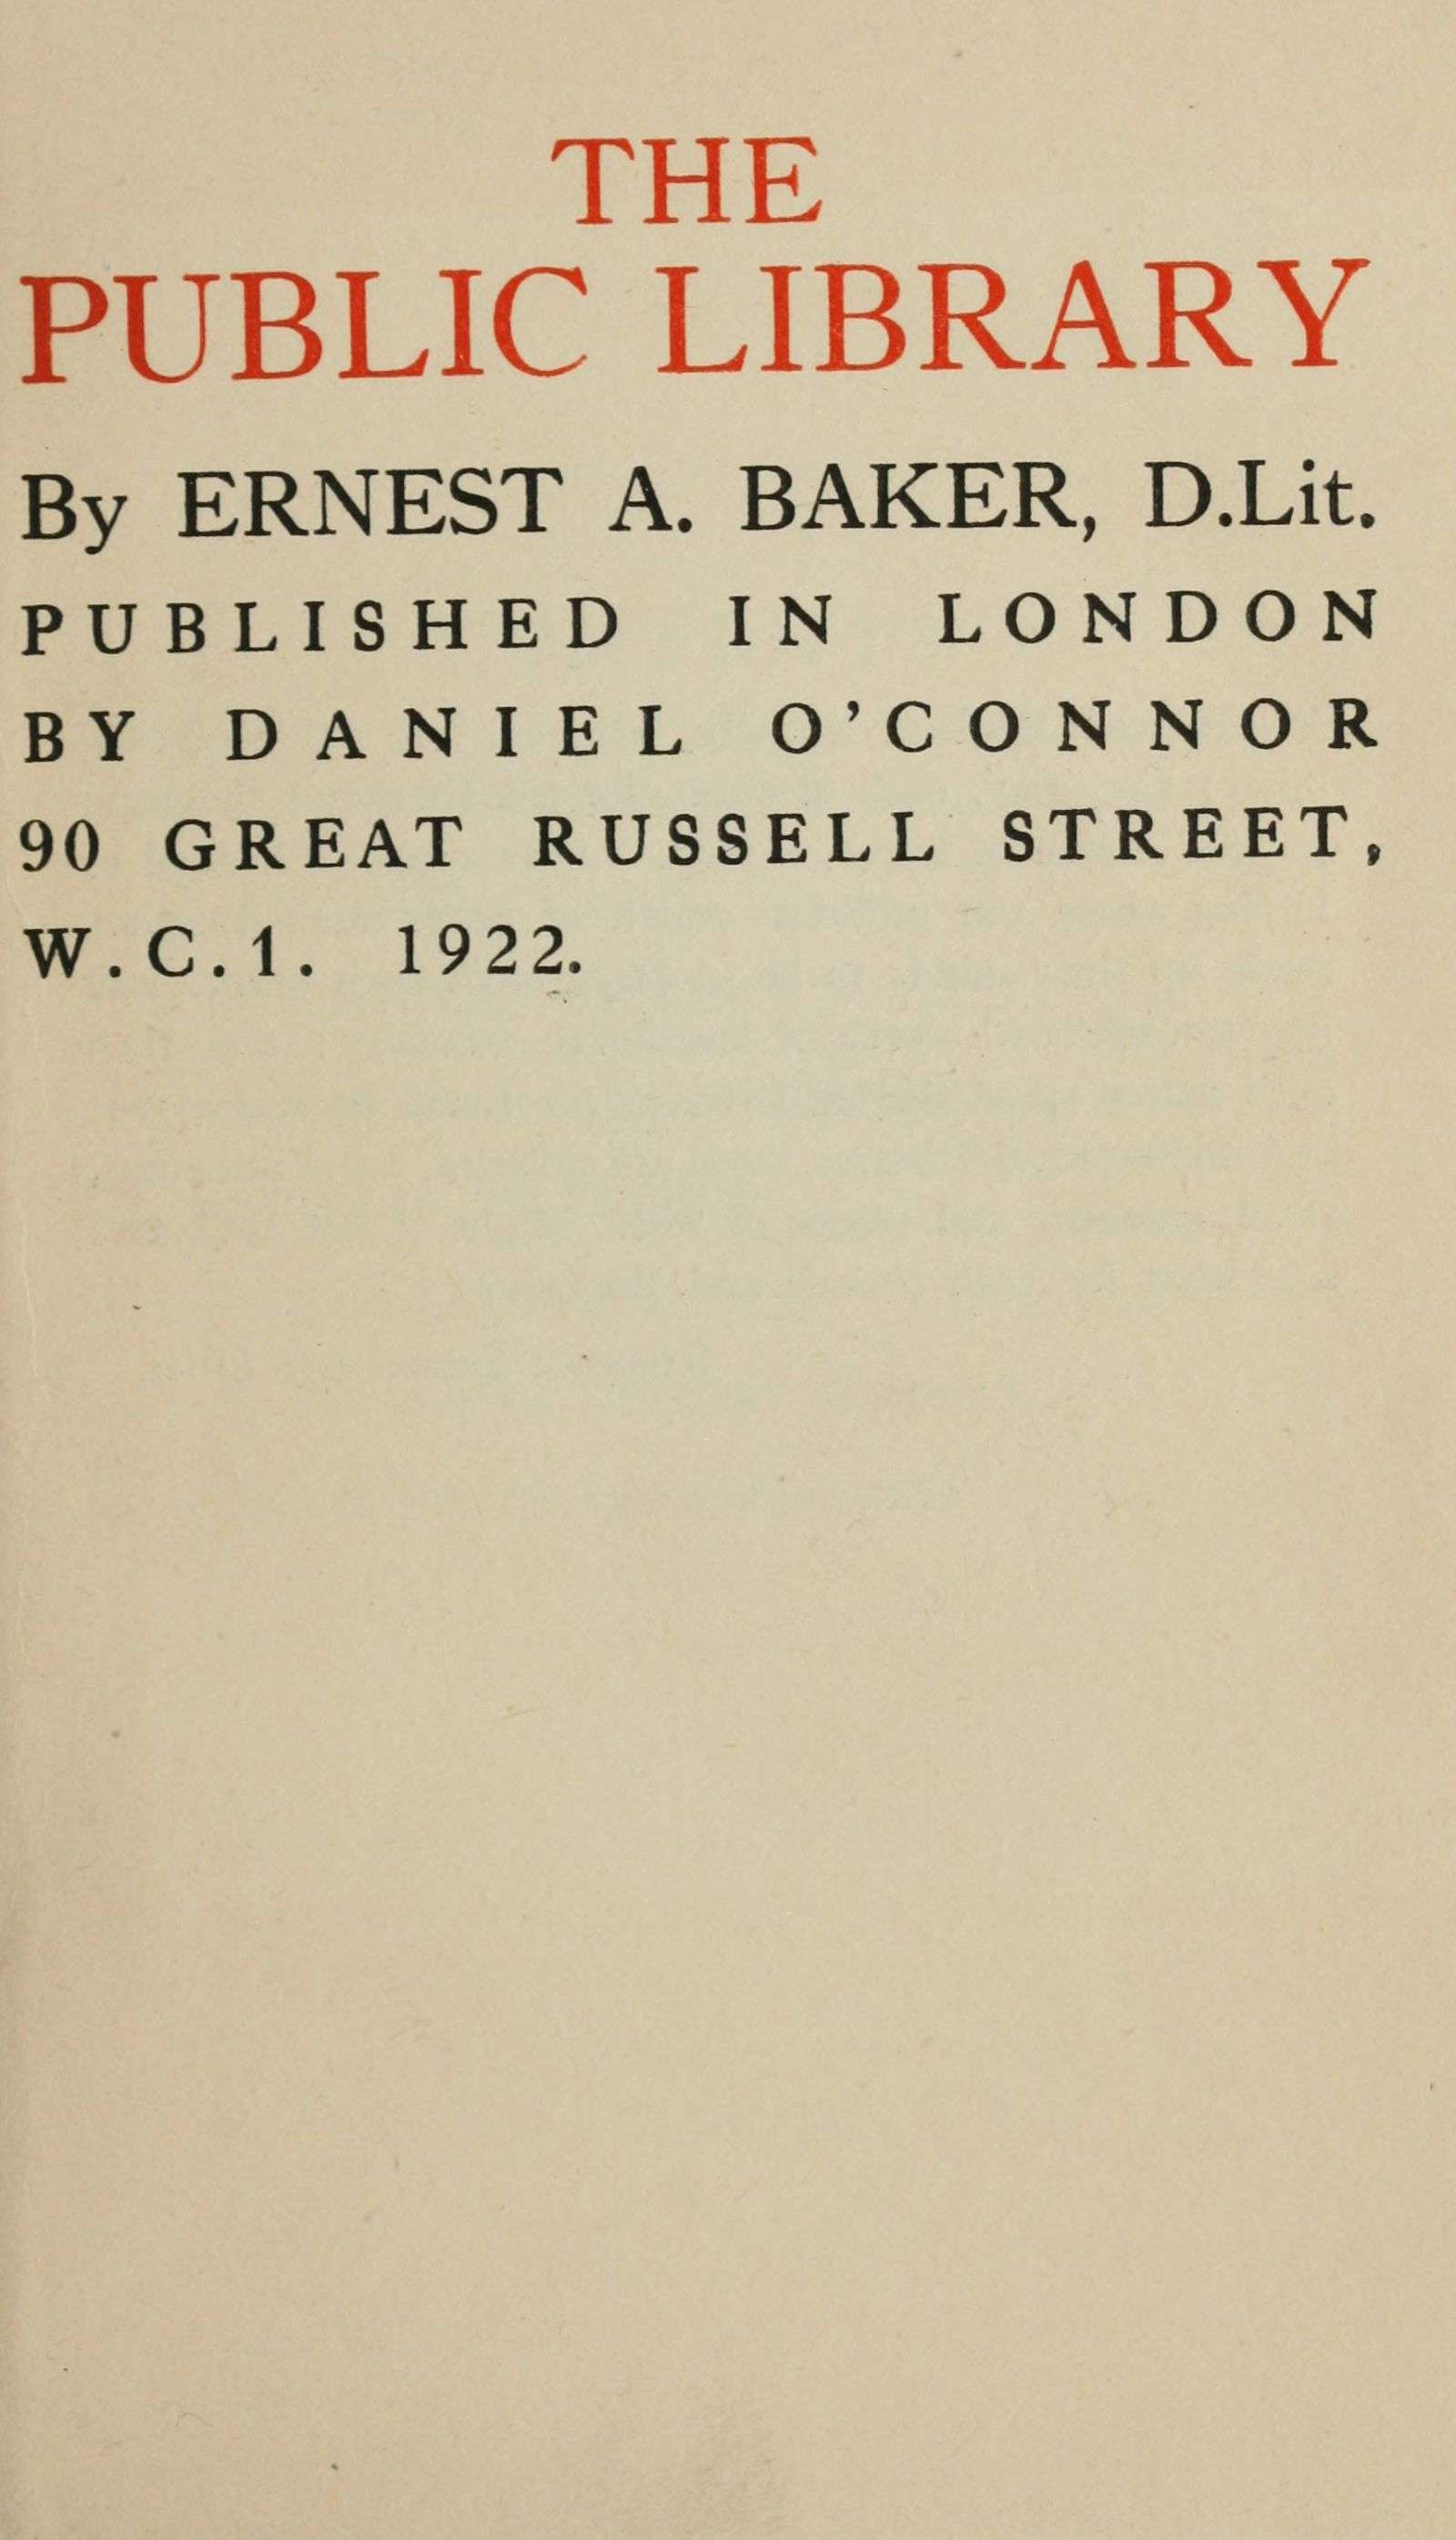 THE
PUBLIC LIBRARY
By ERNEST A. BAKER, D.Lit.
PUBLISHED IN LONDON
BY DANIEL O'CONNOR
90 GREAT RUSSELL STREET,
W.C.1. 1922.